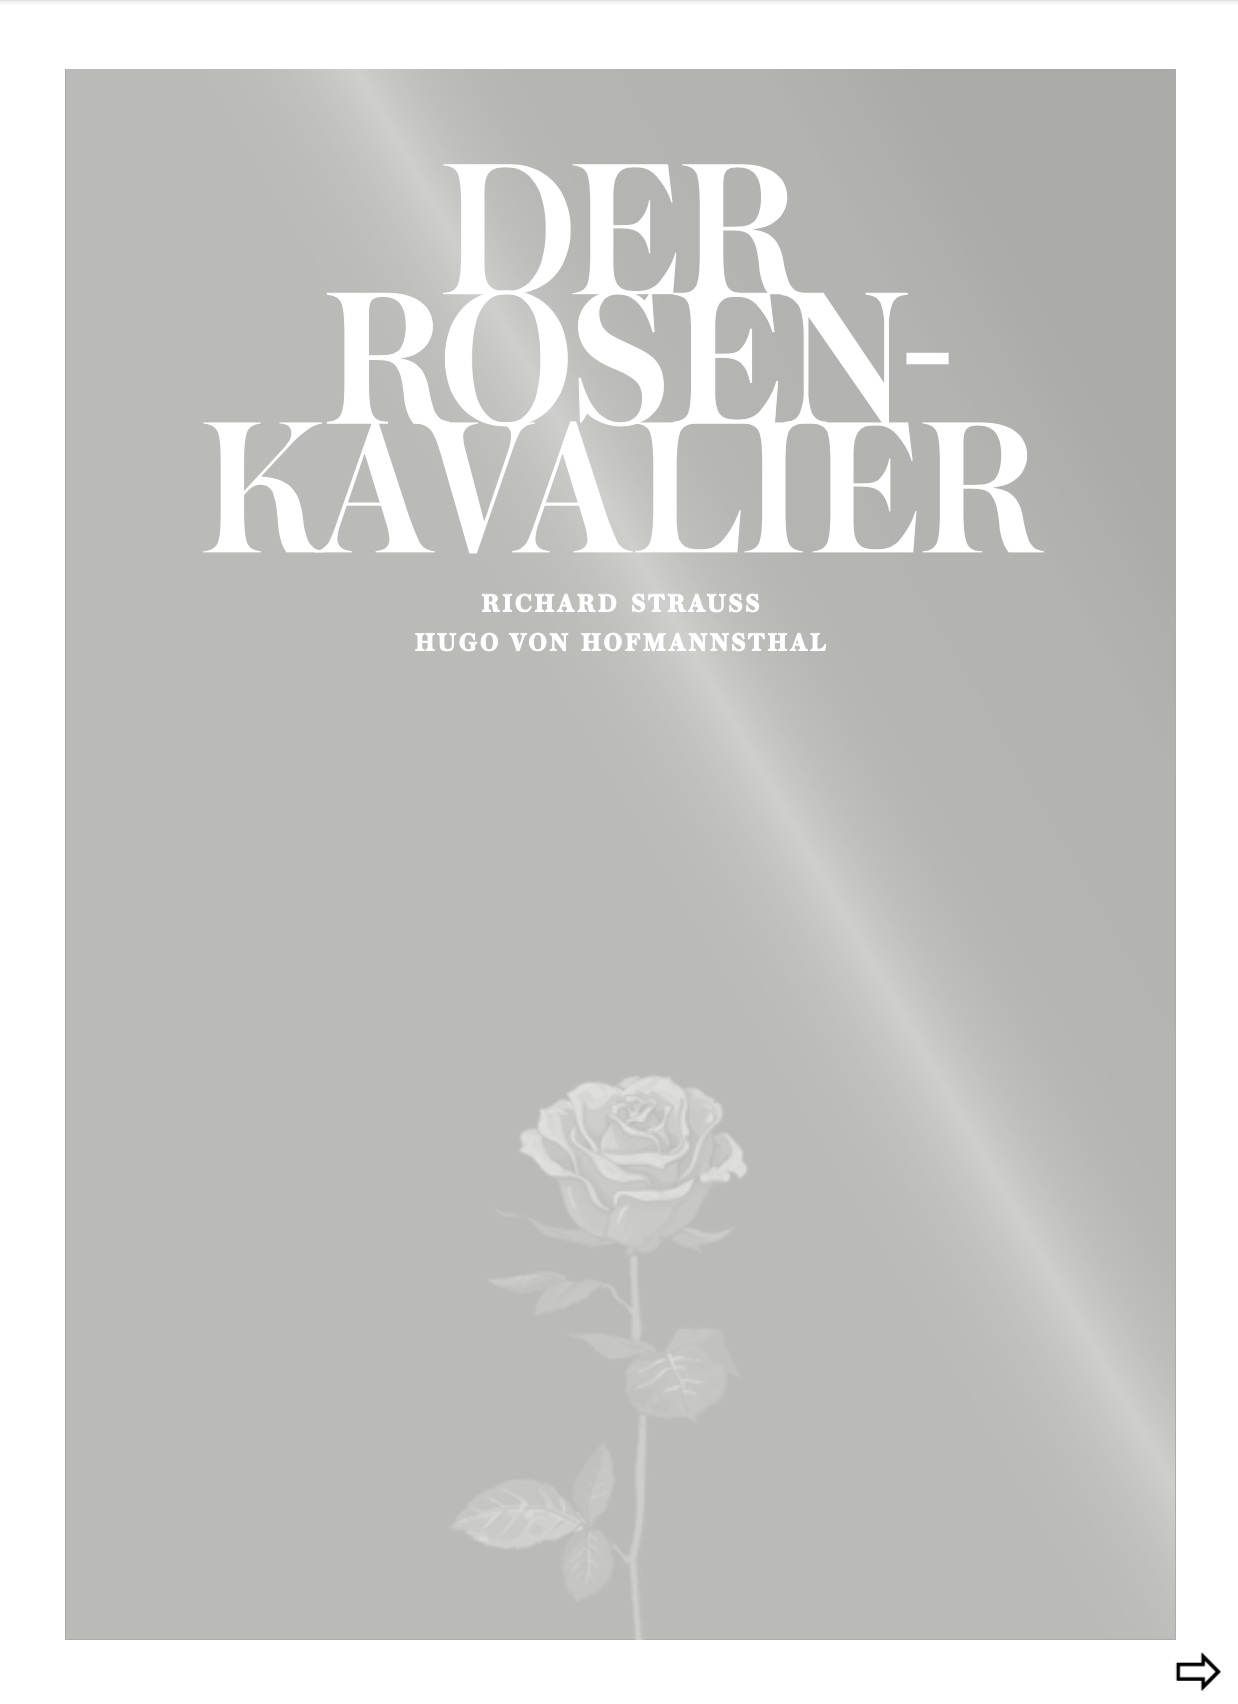 DER
ROSEN-
KAVALIER
RICHARD STRAUSS
HUGO VON HOFMANNSTHAL